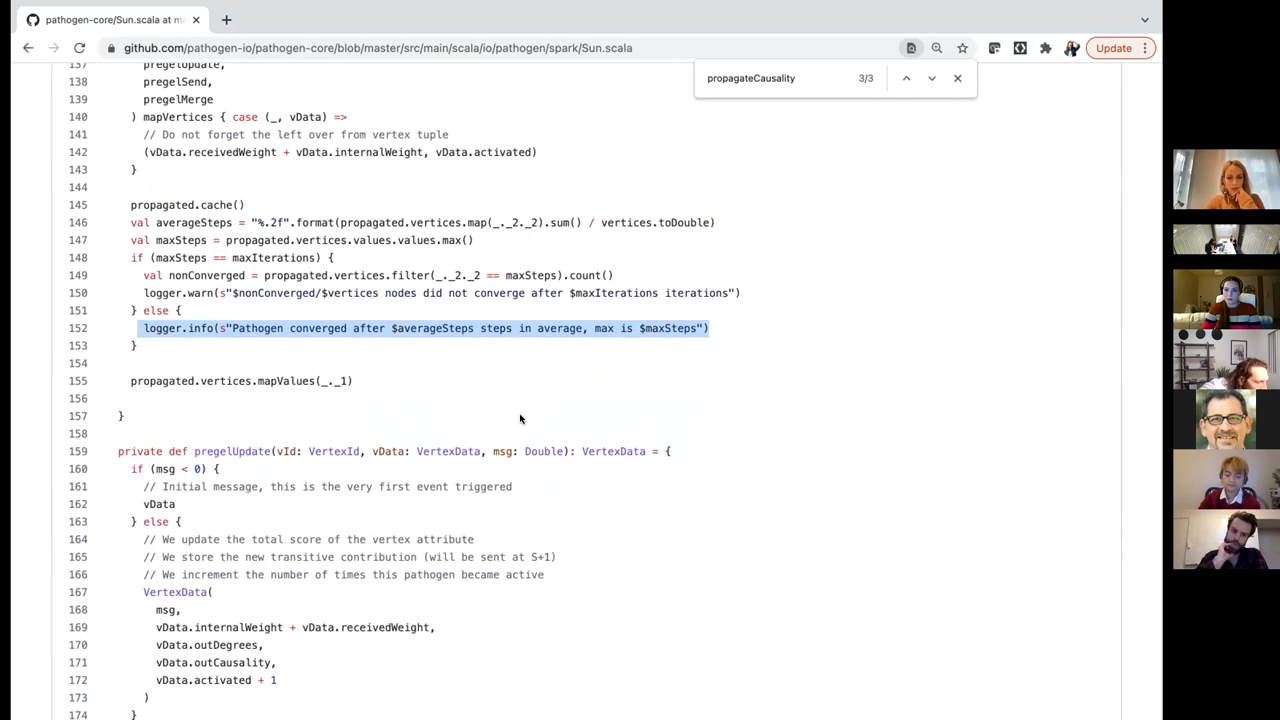 pathogen-core/Sun.scala at m
github.com/pathogen-io/pathogen-core/blob/master/src/main/scala/io/pathogen/spark/Sun.scala
Update
propagateCausality 3/3
137 pregelUpdate,
138 pregelSend,
139 pregelMerge
140 ) mapVertices { case (_, vData) =>
141 // Do not forget the left over from vertex tuple
142 (vData.receivedWeight + vData.internalWeight, vData.activated)
143 }
144
145 propagated.cache()
146 val averageSteps = "%.2f".format(propagated.vertices.map(_._2._2).sum() / vertices.toDouble)
147 val maxSteps = propagated.vertices.values.values.max()
148 if (maxSteps == maxIterations) {
149 val nonConverged = propagated.vertices.filter(_._2._2 == maxSteps).count()
150 logger.warn(s"$nonConverged/$vertices nodes did not converge after $maxIterations iterations")
151 } else {
152 logger.info(s"Pathogen converged after $averageSteps steps in average, max is $maxSteps")
153 }
154
155 propagated.vertices.mapValues(_._1)
156
157 }
158
159 private def pregelUpdate(vId: VertexId, vData: VertexData, msg: Double): VertexData = {
160 if (msg < 0) {
161 // Initial message, this is the very first event triggered
162 vData
163 } else {
164 // We update the total score of the vertex attribute
165 // We store the new transitive contribution (will be sent at S+1)
166 // We increment the number of times this pathogen became active
167 VertexData(
168 msg,
169 vData.internalWeight + vData.receivedWeight,
170 vData.outDegrees,
171 vData.outCausality,
172 vData.activated + 1
173 )
174 }